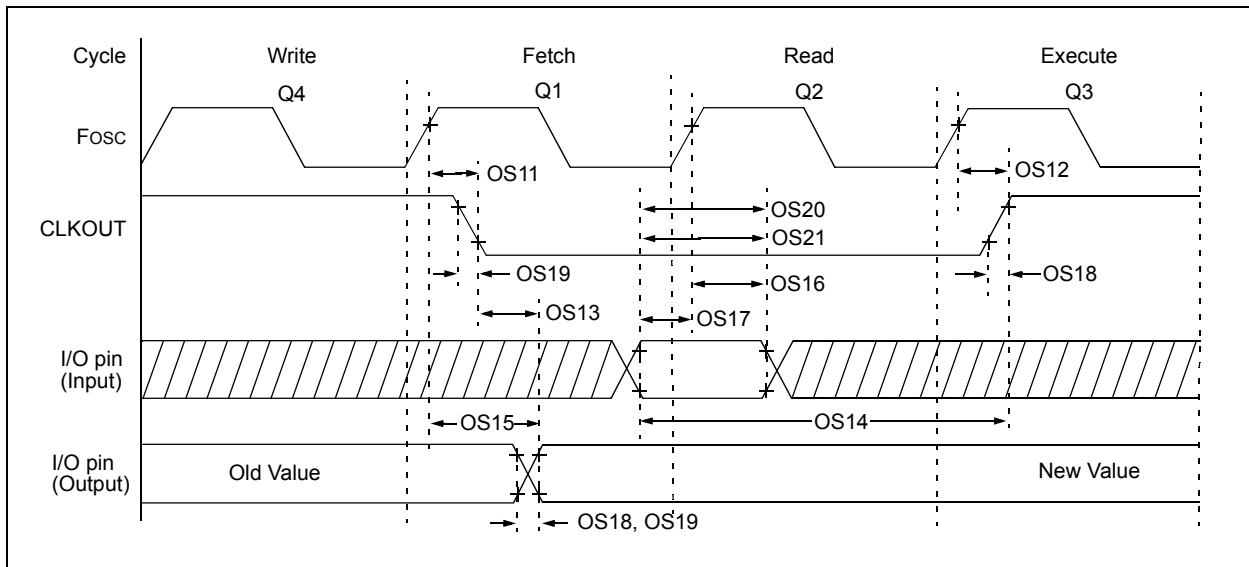 Cycle Write Fetch Read Execute
Q4 Q1 Q2 Q3
FOSC
OS11 OS12
OS20
CLKOUT
OS21
OS19 OS16 OS18
OS13 OS17
I/O pin
(Input)
OS15 OS14
I/O pin
(Output)
Old Value New Value
OS18, OS19